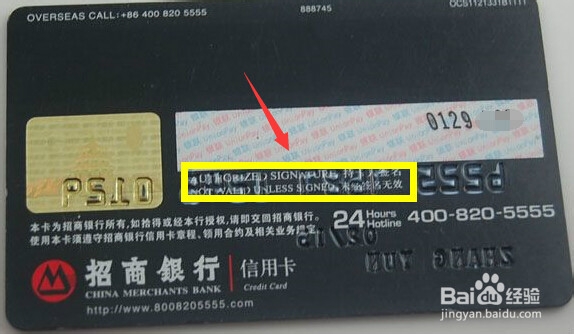 OVERSEAS CALL:+86 400 820 5555
888745
0129
AUTHORIZED SIGNATURE 持卡人签名
NOT VALID UNLESS SIGNED 未经签名无效
本卡为招商银行所有,如拾得或经本行授权,请即交回招商银行。
使用本卡须遵守招商银行信用卡章程、领用合约及相关业务规定。
24 Hours Hotline 400-820-5555
招商银行 信用卡
CHINA MERCHANTS BANK Credit Card
http://www.8008205555.com
Bai du 经验
jingyan.baidu.com